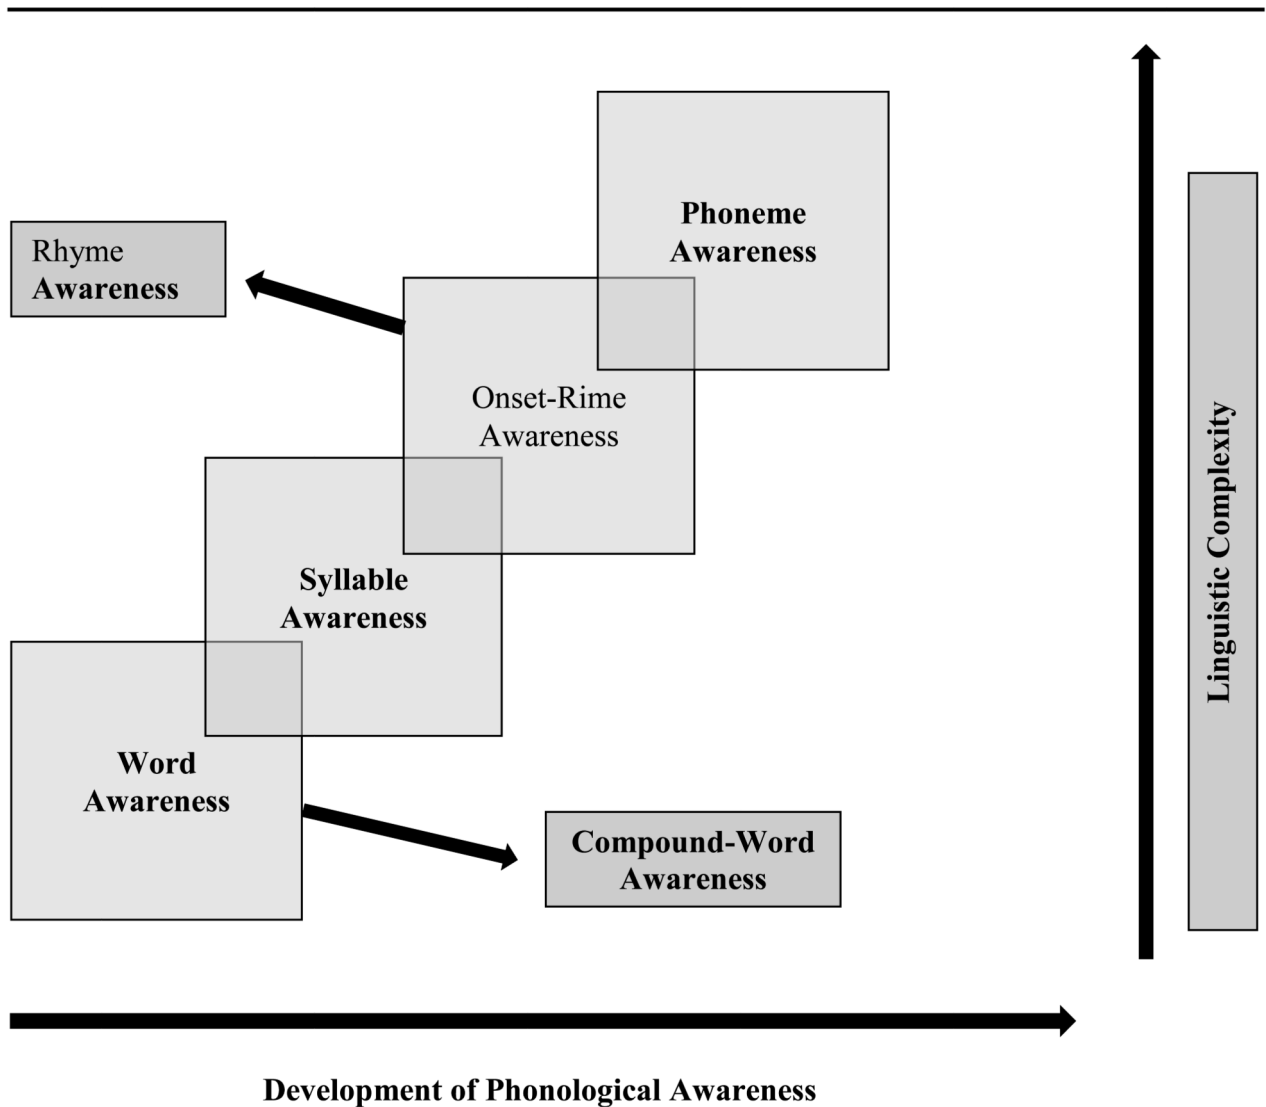 Phoneme
Awareness
Rhyme
Awareness
Onset-Rime
Awareness
Syllable
Awareness
Word
Awareness
Compound-Word
Awareness
Linguistic Complexity
Development of Phonological Awareness